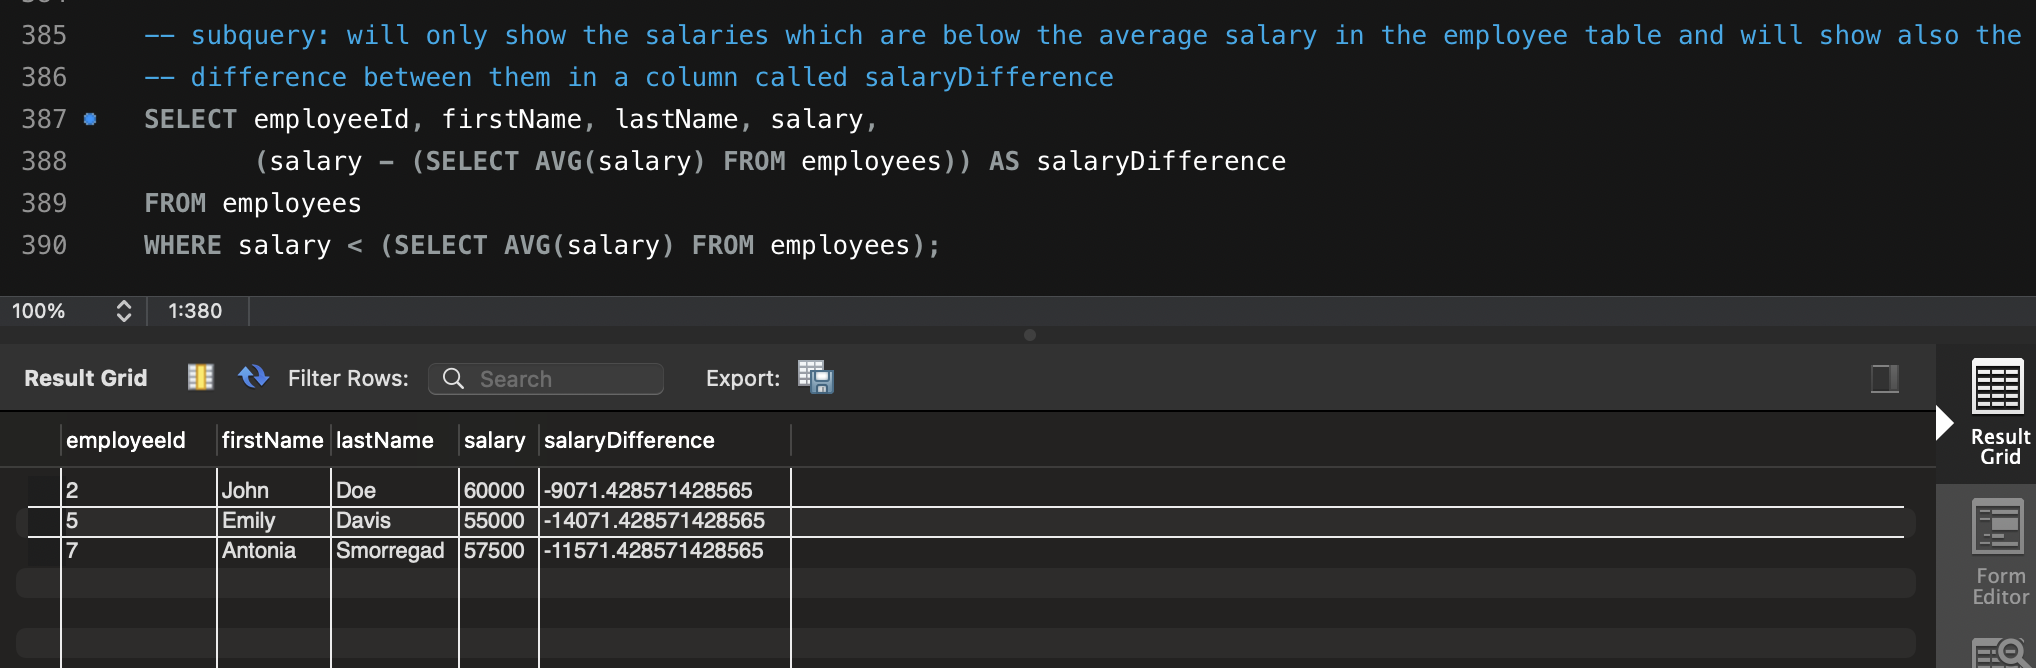 385 -- subquery: will only show the salaries which are below the average salary in the employee table and will show also the
386 -- difference between them in a column called salaryDifference
387 SELECT employeeId, firstName, lastName, salary,
388 (salary - (SELECT AVG(salary) FROM employees)) AS salaryDifference
389 FROM employees
390 WHERE salary < (SELECT AVG(salary) FROM employees);
100% 1:380
Result Grid Filter Rows: Search Export:
employeeId firstName lastName salary salaryDifference
2 John Doe 60000 -9071.428571428565
5 Emily Davis 55000 -14071.428571428565
7 Antonia Smorregad 57500 -11571.428571428565
Result
Grid
Form
Editor